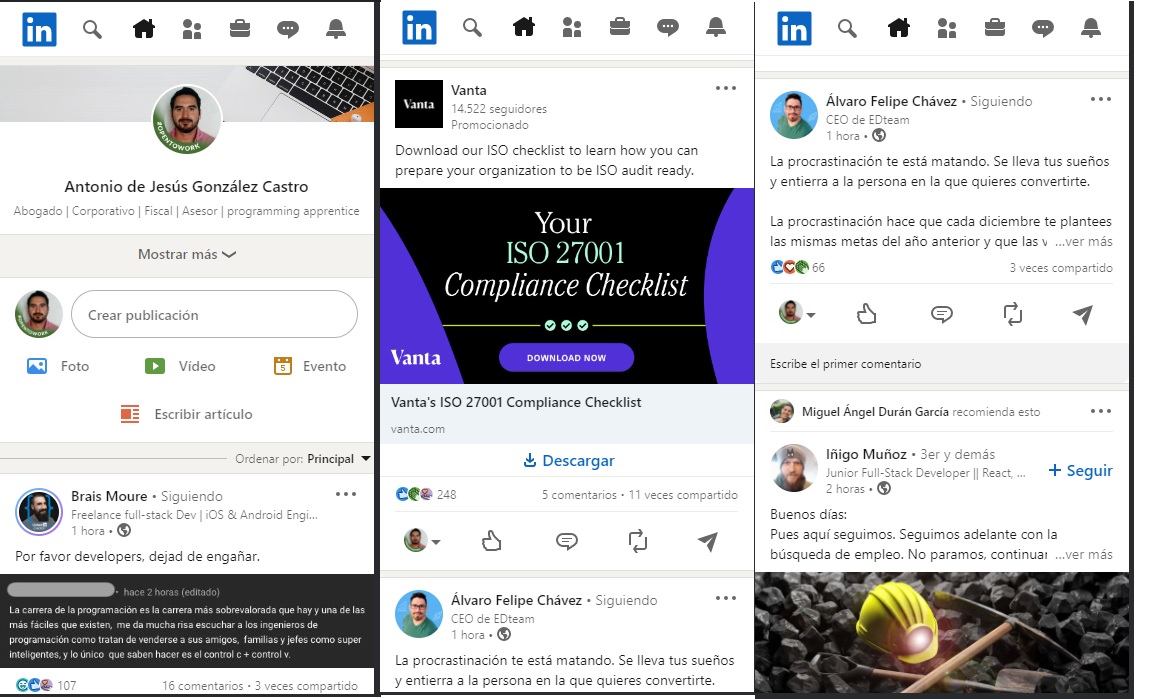 in
#OPENTOWORK
Antonio de Jesús González Castro
Abogado | Corporativo | Fiscal | Asesor | programming apprentice
Mostrar más
Crear publicación
Foto
Vídeo
5
Evento
Escribir artículo
Ordenar por: Principal
Brais Moure • Siguiendo
Freelance full-stack Dev | iOS & Android Engi...
1 hora •
Por favor developers, dejad de engañar.
• hace 2 horas (editado)
La carrera de la programación es la carrera más sobrevalorada que hay y una de las
más fáciles que existen, me da mucha risa escuchar a los ingenieros de
programación como tratan de venderse a sus amigos, familias y jefes como super
inteligentes, y lo único que saben hacer es el control c + control v.
107
16 comentarios • 3 veces compartido
in
Vanta
Vanta
14.522 seguidores
Promocionado
Download our ISO checklist to learn how you can
prepare your organization to be ISO audit ready.
Your
ISO 27001
Compliance Checklist
Vanta
DOWNLOAD NOW
Vanta's ISO 27001 Compliance Checklist
vanta.com
Descargar
248
5 comentarios • 11 veces compartido
Álvaro Felipe Chávez • Siguiendo
CEO de EDteam
1 hora •
La procrastinación te está matando. Se lleva tus sueños
y entierra a la persona en la que quieres convertirte.
in
Álvaro Felipe Chávez • Siguiendo
CEO de EDteam
1 hora •
La procrastinación te está matando. Se lleva tus sueños
y entierra a la persona en la que quieres convertirte.
La procrastinación hace que cada diciembre te plantees
las mismas metas del año anterior y que las v ...ver más
66
3 veces compartido
Escribe el primer comentario
Miguel Ángel Durán García recomienda esto
Iñigo Muñoz • 3er y demás
Junior Full-Stack Developer || React, ...
2 horas •
+ Seguir
Buenos días:
Pues aquí seguimos. Seguimos adelante con la
búsqueda de empleo. No paramos, continuar ...ver más